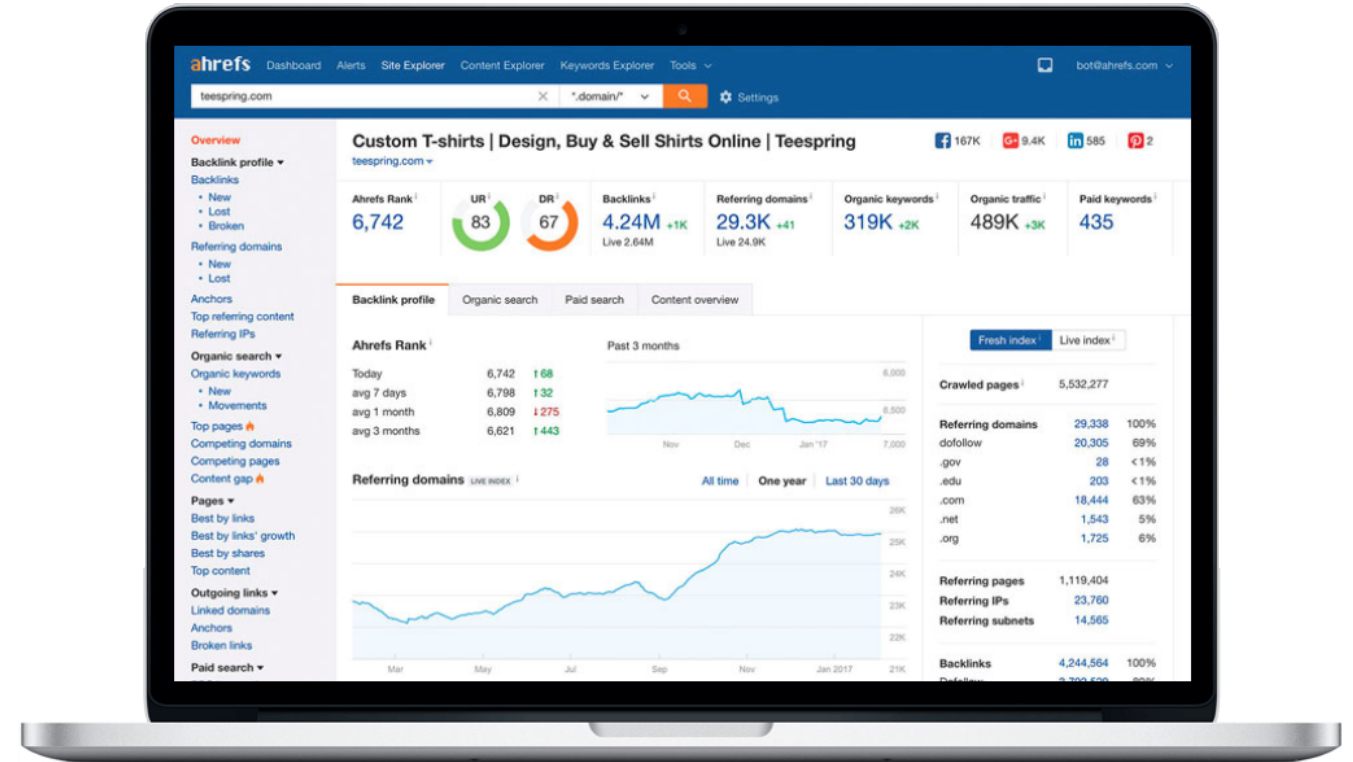 ahrefs Dashboard Alerts Site Explorer Content Explorer Keywords Explorer Tools bot@ahrefs.com
teespring.com *.domain/* Settings
Overview
Backlink profile
Backlinks
• New
• Lost
• Broken
Referring domains
• New
• Lost
Anchors
Top referring content
Referring IPs
Organic search
Organic keywords
• New
• Movements
Top pages
Competing domains
Competing pages
Content gap
Pages
Best by links
Best by links' growth
Best by shares
Top content
Outgoing links
Linked domains
Anchors
Broken links
Paid search
Custom T-shirts | Design, Buy & Sell Shirts Online | Teespring
teespring.com
167K G+ 9.4K in 585 2
Ahrefs Rank i
6,742
UR i
83
DR i
67
Backlinks i
4.24M +1K
Live 2.64M
Referring domains i
29.3K +41
Live 24.9K
Organic keywords i
319K +2K
Organic traffic i
489K +3K
Paid keywords i
435
Backlink profile Organic search Paid search Content overview
Ahrefs Rank i
Today 6,742 ↑68
avg 7 days 6,798 ↑32
avg 1 month 6,809 ↓275
avg 3 months 6,621 ↑443
Past 3 months
6,000
6,500
7,000
Nov Dec Jan '17
Referring domains LIVE INDEX i
All time One year Last 30 days
26K
25K
24K
23K
22K
21K
Mar May Jul Sep Nov Jan 2017
Fresh index i Live index i
Crawled pages i 5,532,277
Referring domains 29,338 100%
dofollow 20,305 69%
.gov 28 <1%
.edu 203 <1%
.com 18,444 63%
.net 1,543 5%
.org 1,725 6%
Referring pages 1,119,404
Referring IPs 23,760
Referring subnets 14,565
Backlinks 4,244,564 100%